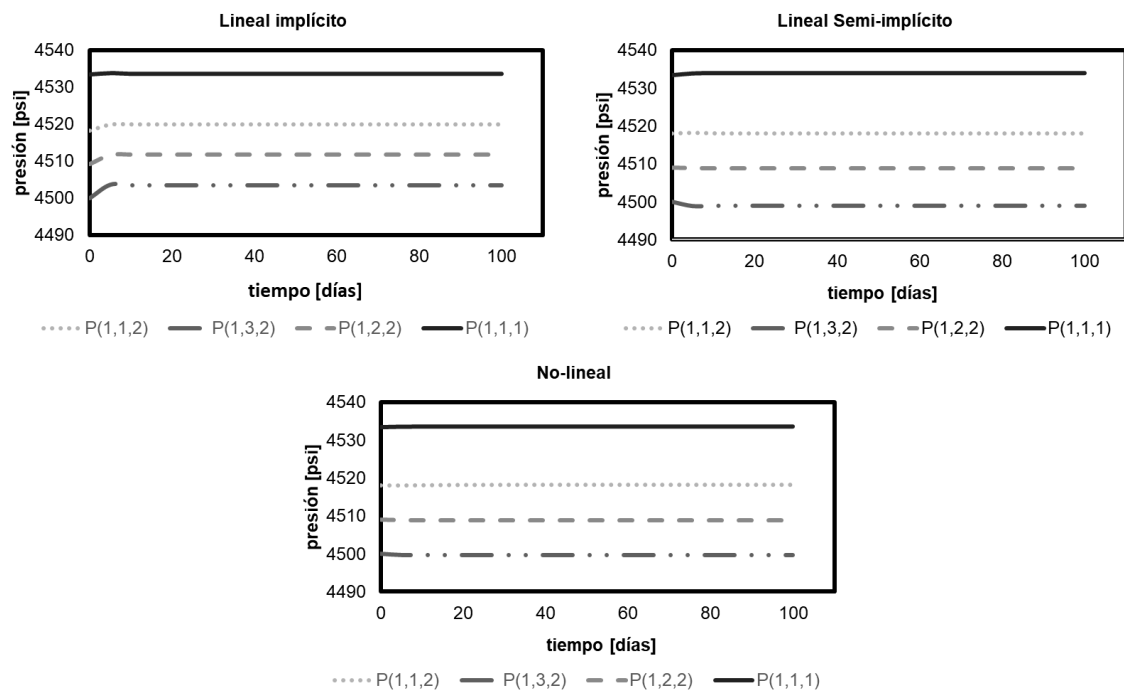 Lineal implícito
4540
4530
4520
4510
4500
4490
presión [psi]
0 20 40 60 80 100
tiempo [días]
P(1,1,2) P(1,3,2) P(1,2,2) P(1,1,1)
Lineal Semi-implícito
4540
4530
4520
4510
4500
4490
presión [psi]
0 20 40 60 80 100
tiempo [días]
P(1,1,2) P(1,3,2) P(1,2,2) P(1,1,1)
No-lineal
4540
4530
4520
4510
4500
4490
presión [psi]
0 20 40 60 80 100
tiempo [días]
P(1,1,2) P(1,3,2) P(1,2,2) P(1,1,1)